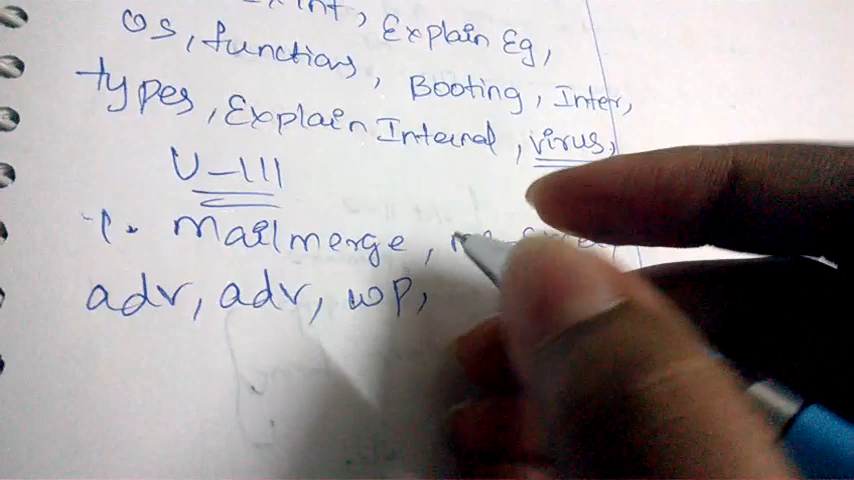 OS, functions, Explain Eg,
types, Explain Internal, Booting, Inter,
virus,
U-III
1. Mailmerge,
adv, adv, WP,